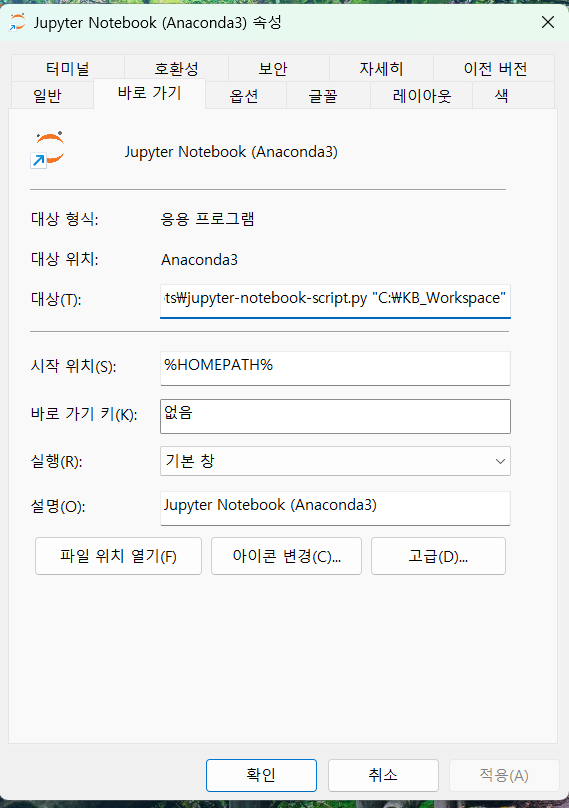 Jupyter Notebook (Anaconda3) 속성
터미널 호환성 보안 자세히 이전 버전
일반 바로 가기 옵션 글꼴 레이아웃 색
Jupyter Notebook (Anaconda3)
대상 형식: 응용 프로그램
대상 위치: Anaconda3
대상(T): ts₩jupyter-notebook-script.py "C:₩KB_Workspace"
시작 위치(S): %HOMEPATH%
바로 가기 키(K): 없음
실행(R): 기본 창
설명(O): Jupyter Notebook (Anaconda3)
파일 위치 열기(F) 아이콘 변경(C)... 고급(D)...
확인 취소 적용(A)